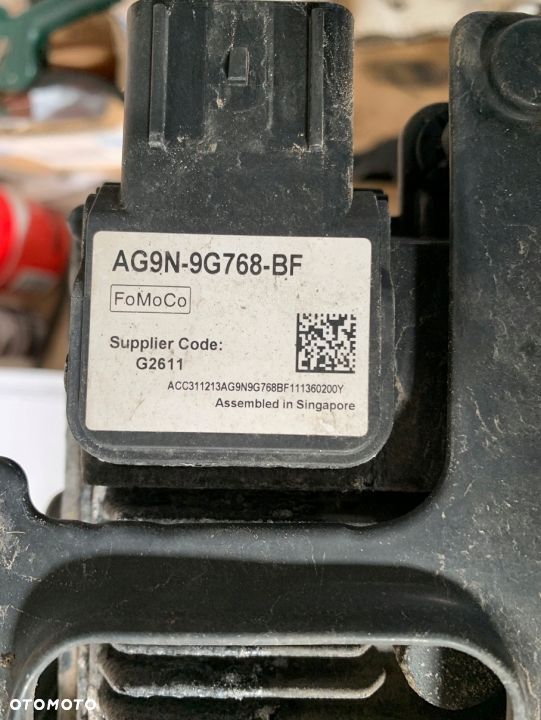 AG9N-9G768-BF
FoMoCo
Supplier Code:
G2611
ACC311213AG9N9G768BF111360200Y
Assembled in Singapore
OTOMOTO